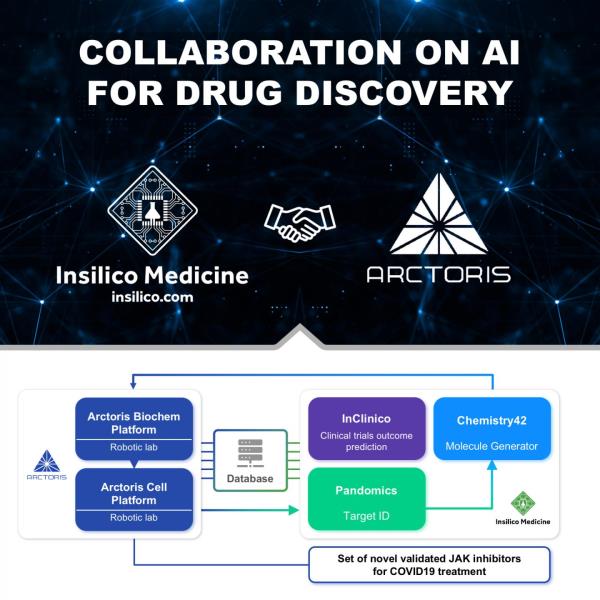 COLLABORATION ON AI
FOR DRUG DISCOVERY
Insilico Medicine
insilico.com
ARCTORIS
Arctoris Biochem
Platform
Robotic lab
ARCTORIS
Arctoris Cell
Platform
Robotic lab
Database
InClinico
Clinical trials outcome
prediction
Pandomics
Target ID
Chemistry42
Molecule Generator
Insilico Medicine
Set of novel validated JAK inhibitors
for COVID19 treatment